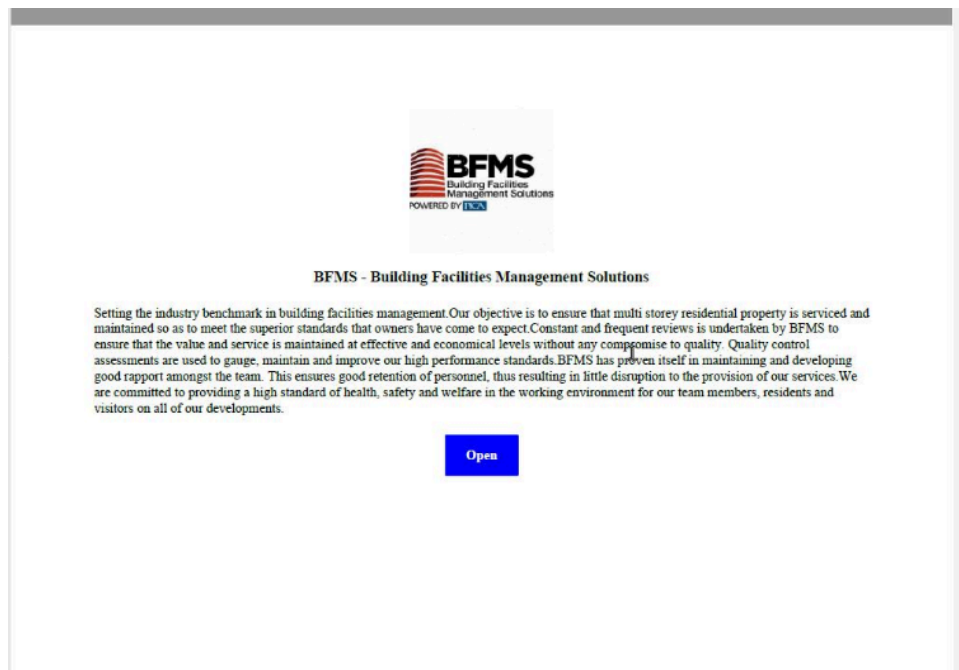 BFMS
Building Facilities
Management Solutions
POWERED BY PICA
BFMS - Building Facilities Management Solutions
Setting the industry benchmark in building facilities management.Our objective is to ensure that multi storey residential property is serviced and
maintained so as to meet the superior standards that owners have come to expect.Constant and frequent reviews is undertaken by BFMS to
ensure that the value and service is maintained at effective and economical levels without any compromise to quality. Quality control
assessments are used to gauge, maintain and improve our high performance standards.BFMS has proven itself in maintaining and developing
good rapport amongst the team. This ensures good retention of personnel, thus resulting in little disruption to the provision of our services.We
are committed to providing a high standard of health, safety and welfare in the working environment for our team members, residents and
visitors on all of our developments.
Open